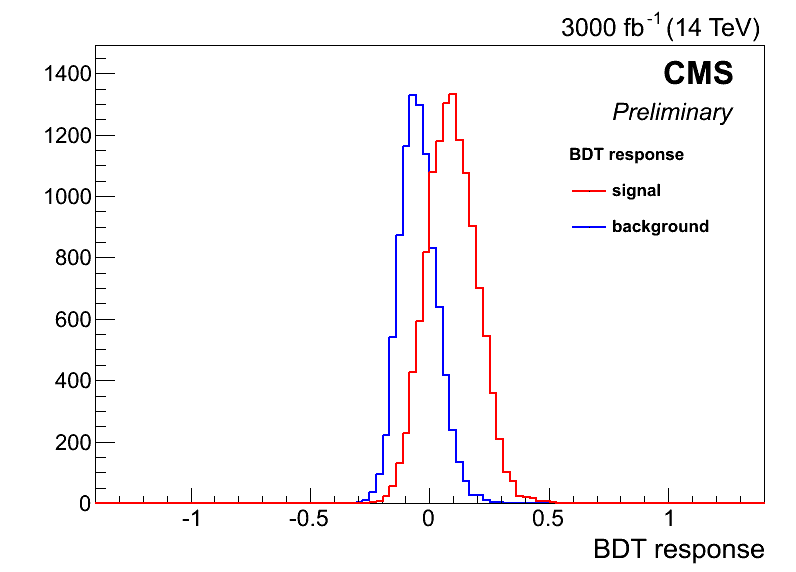 3000 fb⁻¹ (14 TeV)
CMS
Preliminary
BDT response
signal
background
1400
1200
1000
800
600
400
200
0
-1 -0.5 0 0.5 1
BDT response